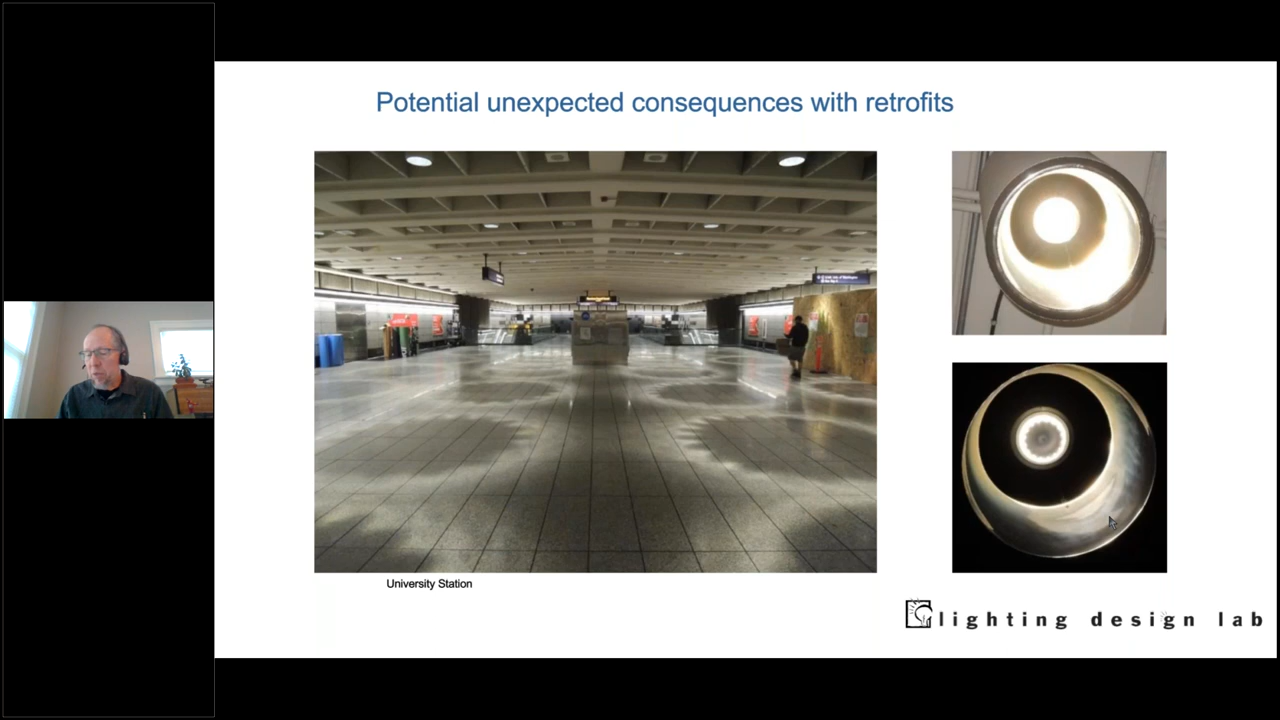 Potential unexpected consequences with retrofits
University Station
lighting design lab